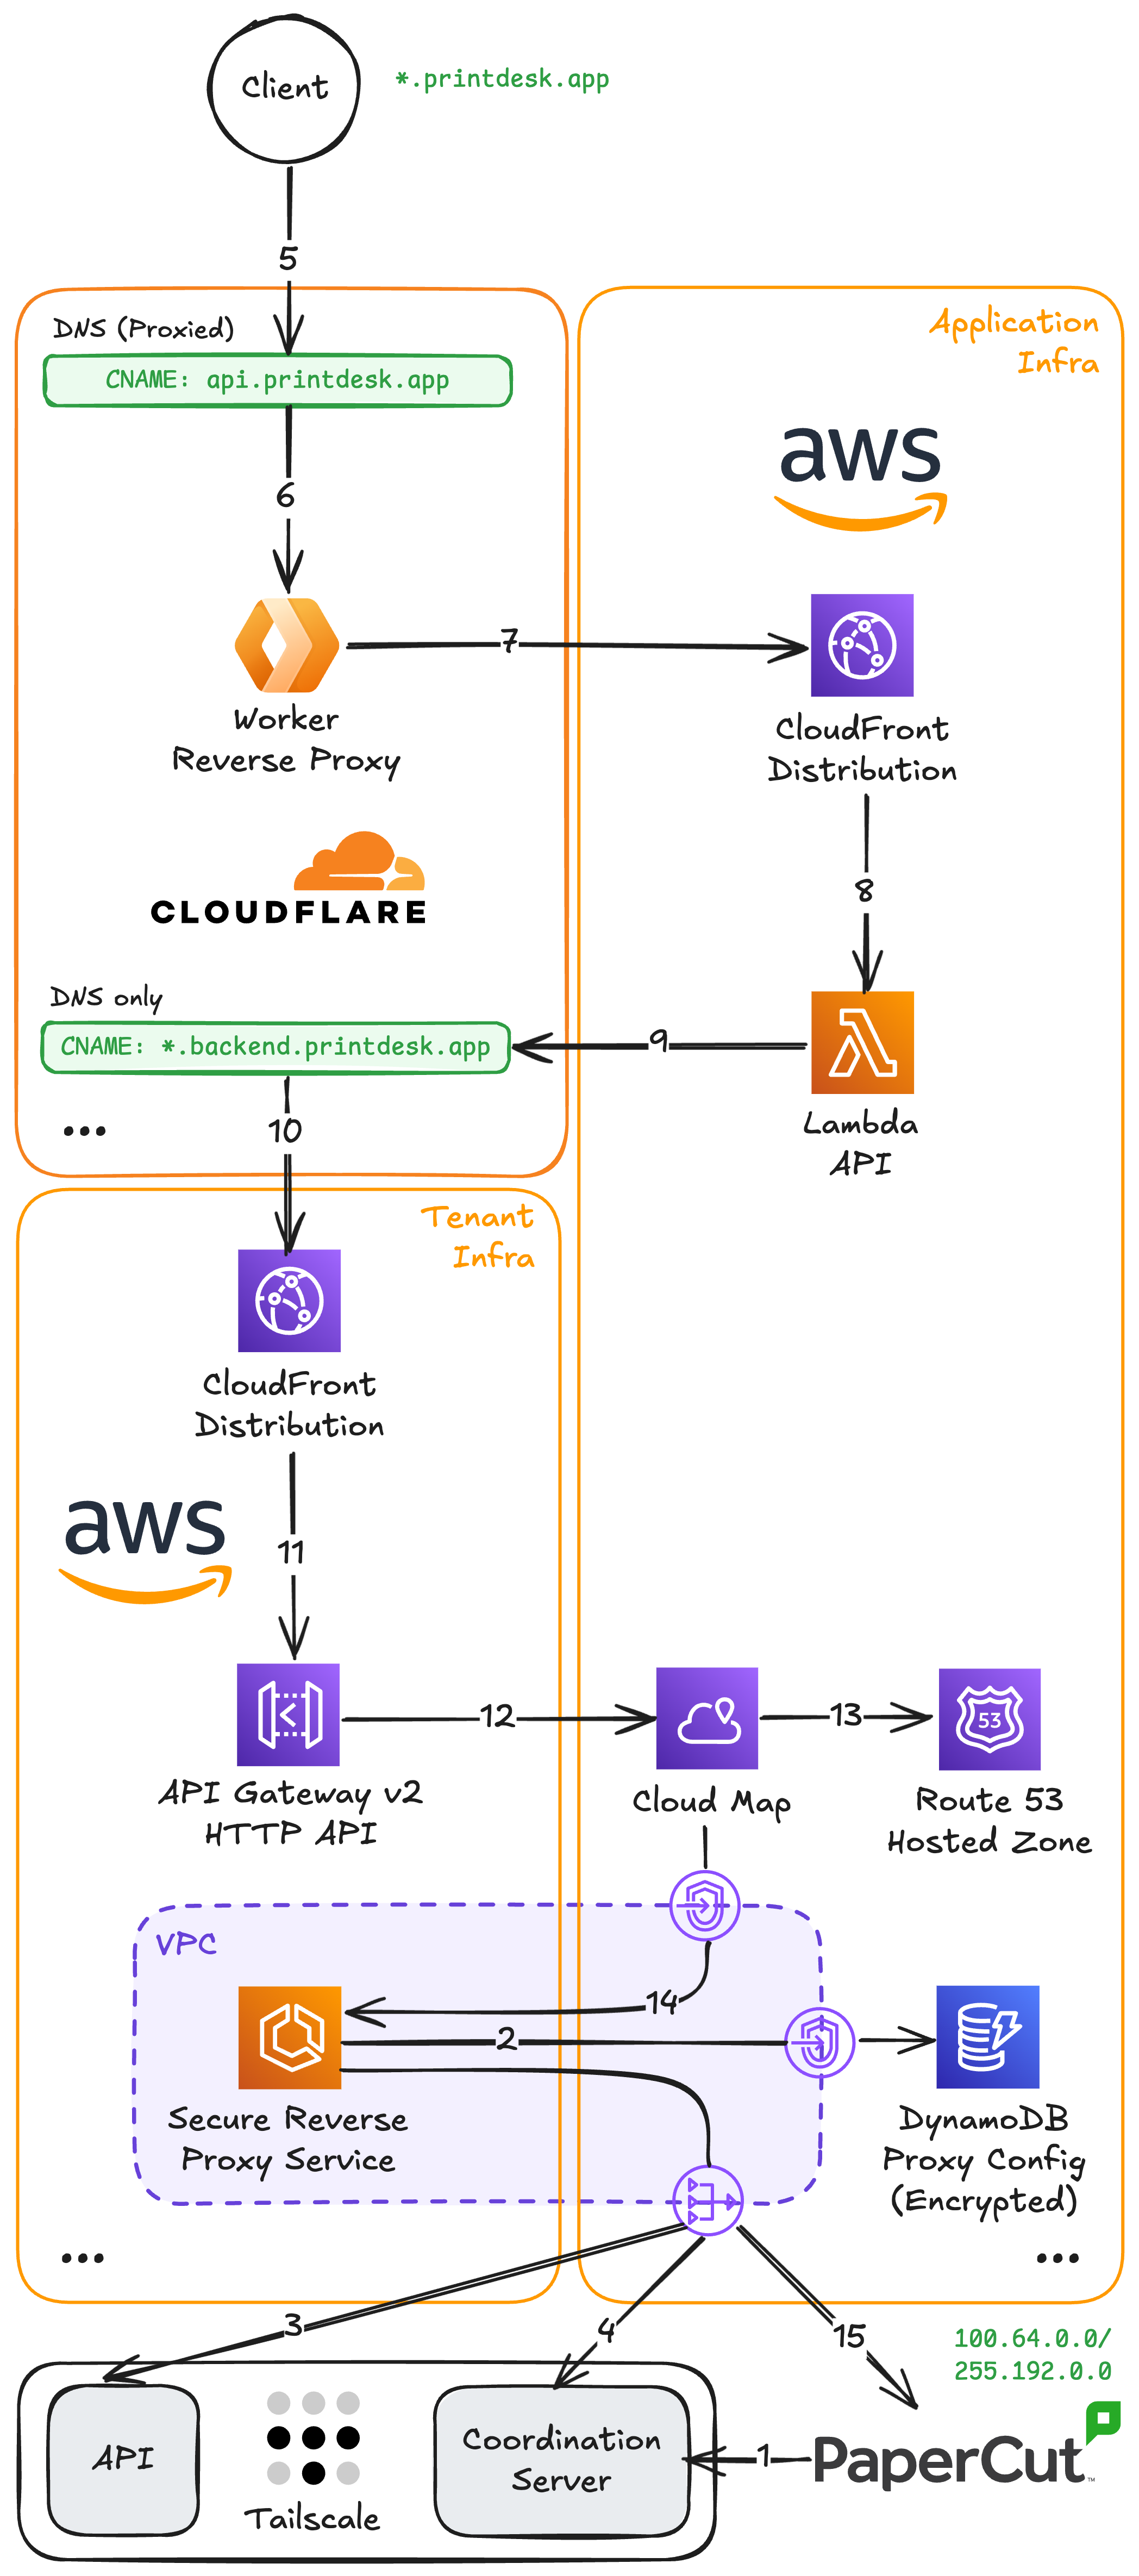 Client
*.printdesk.app
5
DNS (Proxied)
CNAME: api.printdesk.app
Application
Infra
aws
6
7
Worker
Reverse Proxy
CloudFront
Distribution
CLOUDFLARE
8
DNS only
CNAME: *.backend.printdesk.app
9
10
...
Lambda
API
Tenant
Infra
CloudFront
Distribution
aws
11
12
13
53
API Gateway v2
HTTP API
Cloud Map
Route 53
Hosted Zone
VPC
14
2
Secure Reverse
Proxy Service
DynamoDB
Proxy Config
(Encrypted)
...
...
3
4
15
100.64.0.0/
255.192.0.0
API
Tailscale
Coordination
Server
1
PaperCut™